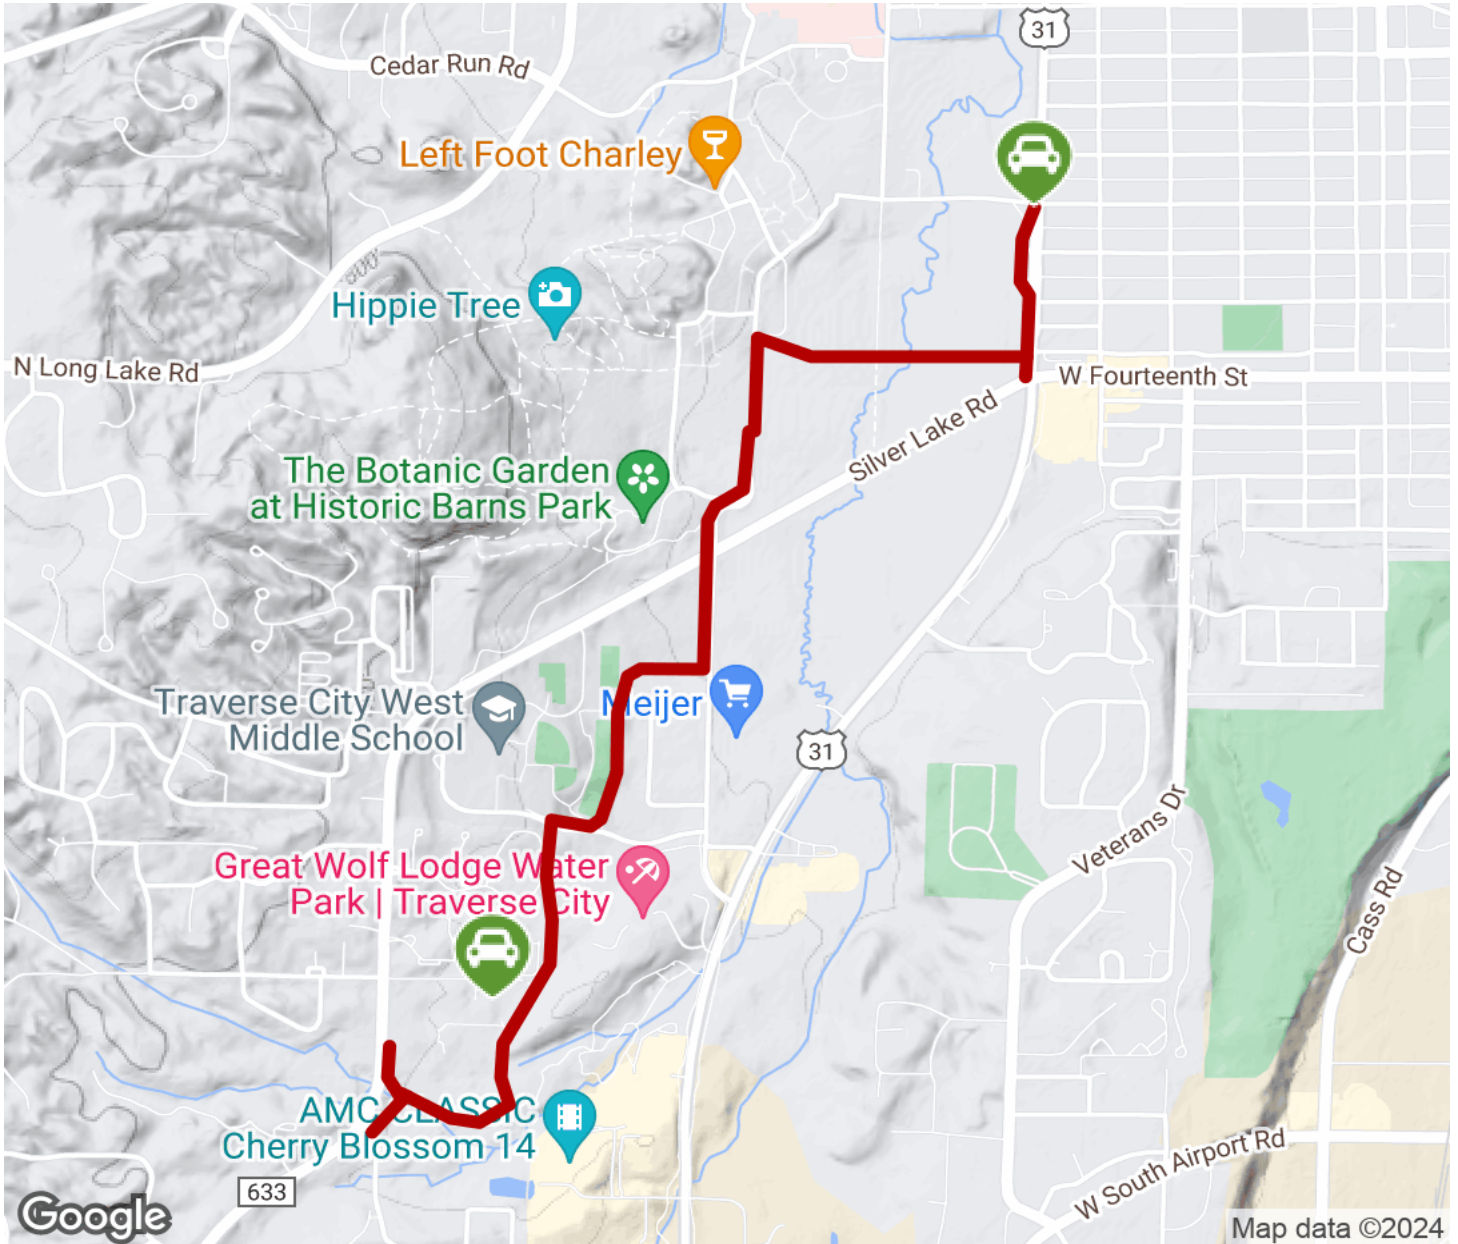 31
Cedar Run Rd
Left Foot Charley
800'
Hippie Tree
N Long Lake Rd
W Fourteenth St
Silver Lake Rd
The Botanic Garden
at Historic Barns Park
Traverse City West
Middle School
Meijer
31
Veterans Dr
Great Wolf Lodge Water
Park | Traverse City
Cass Rd
AMC CLASSIC
Cherry Blossom 14
W South Airport Rd
633
Google
Map data ©2024